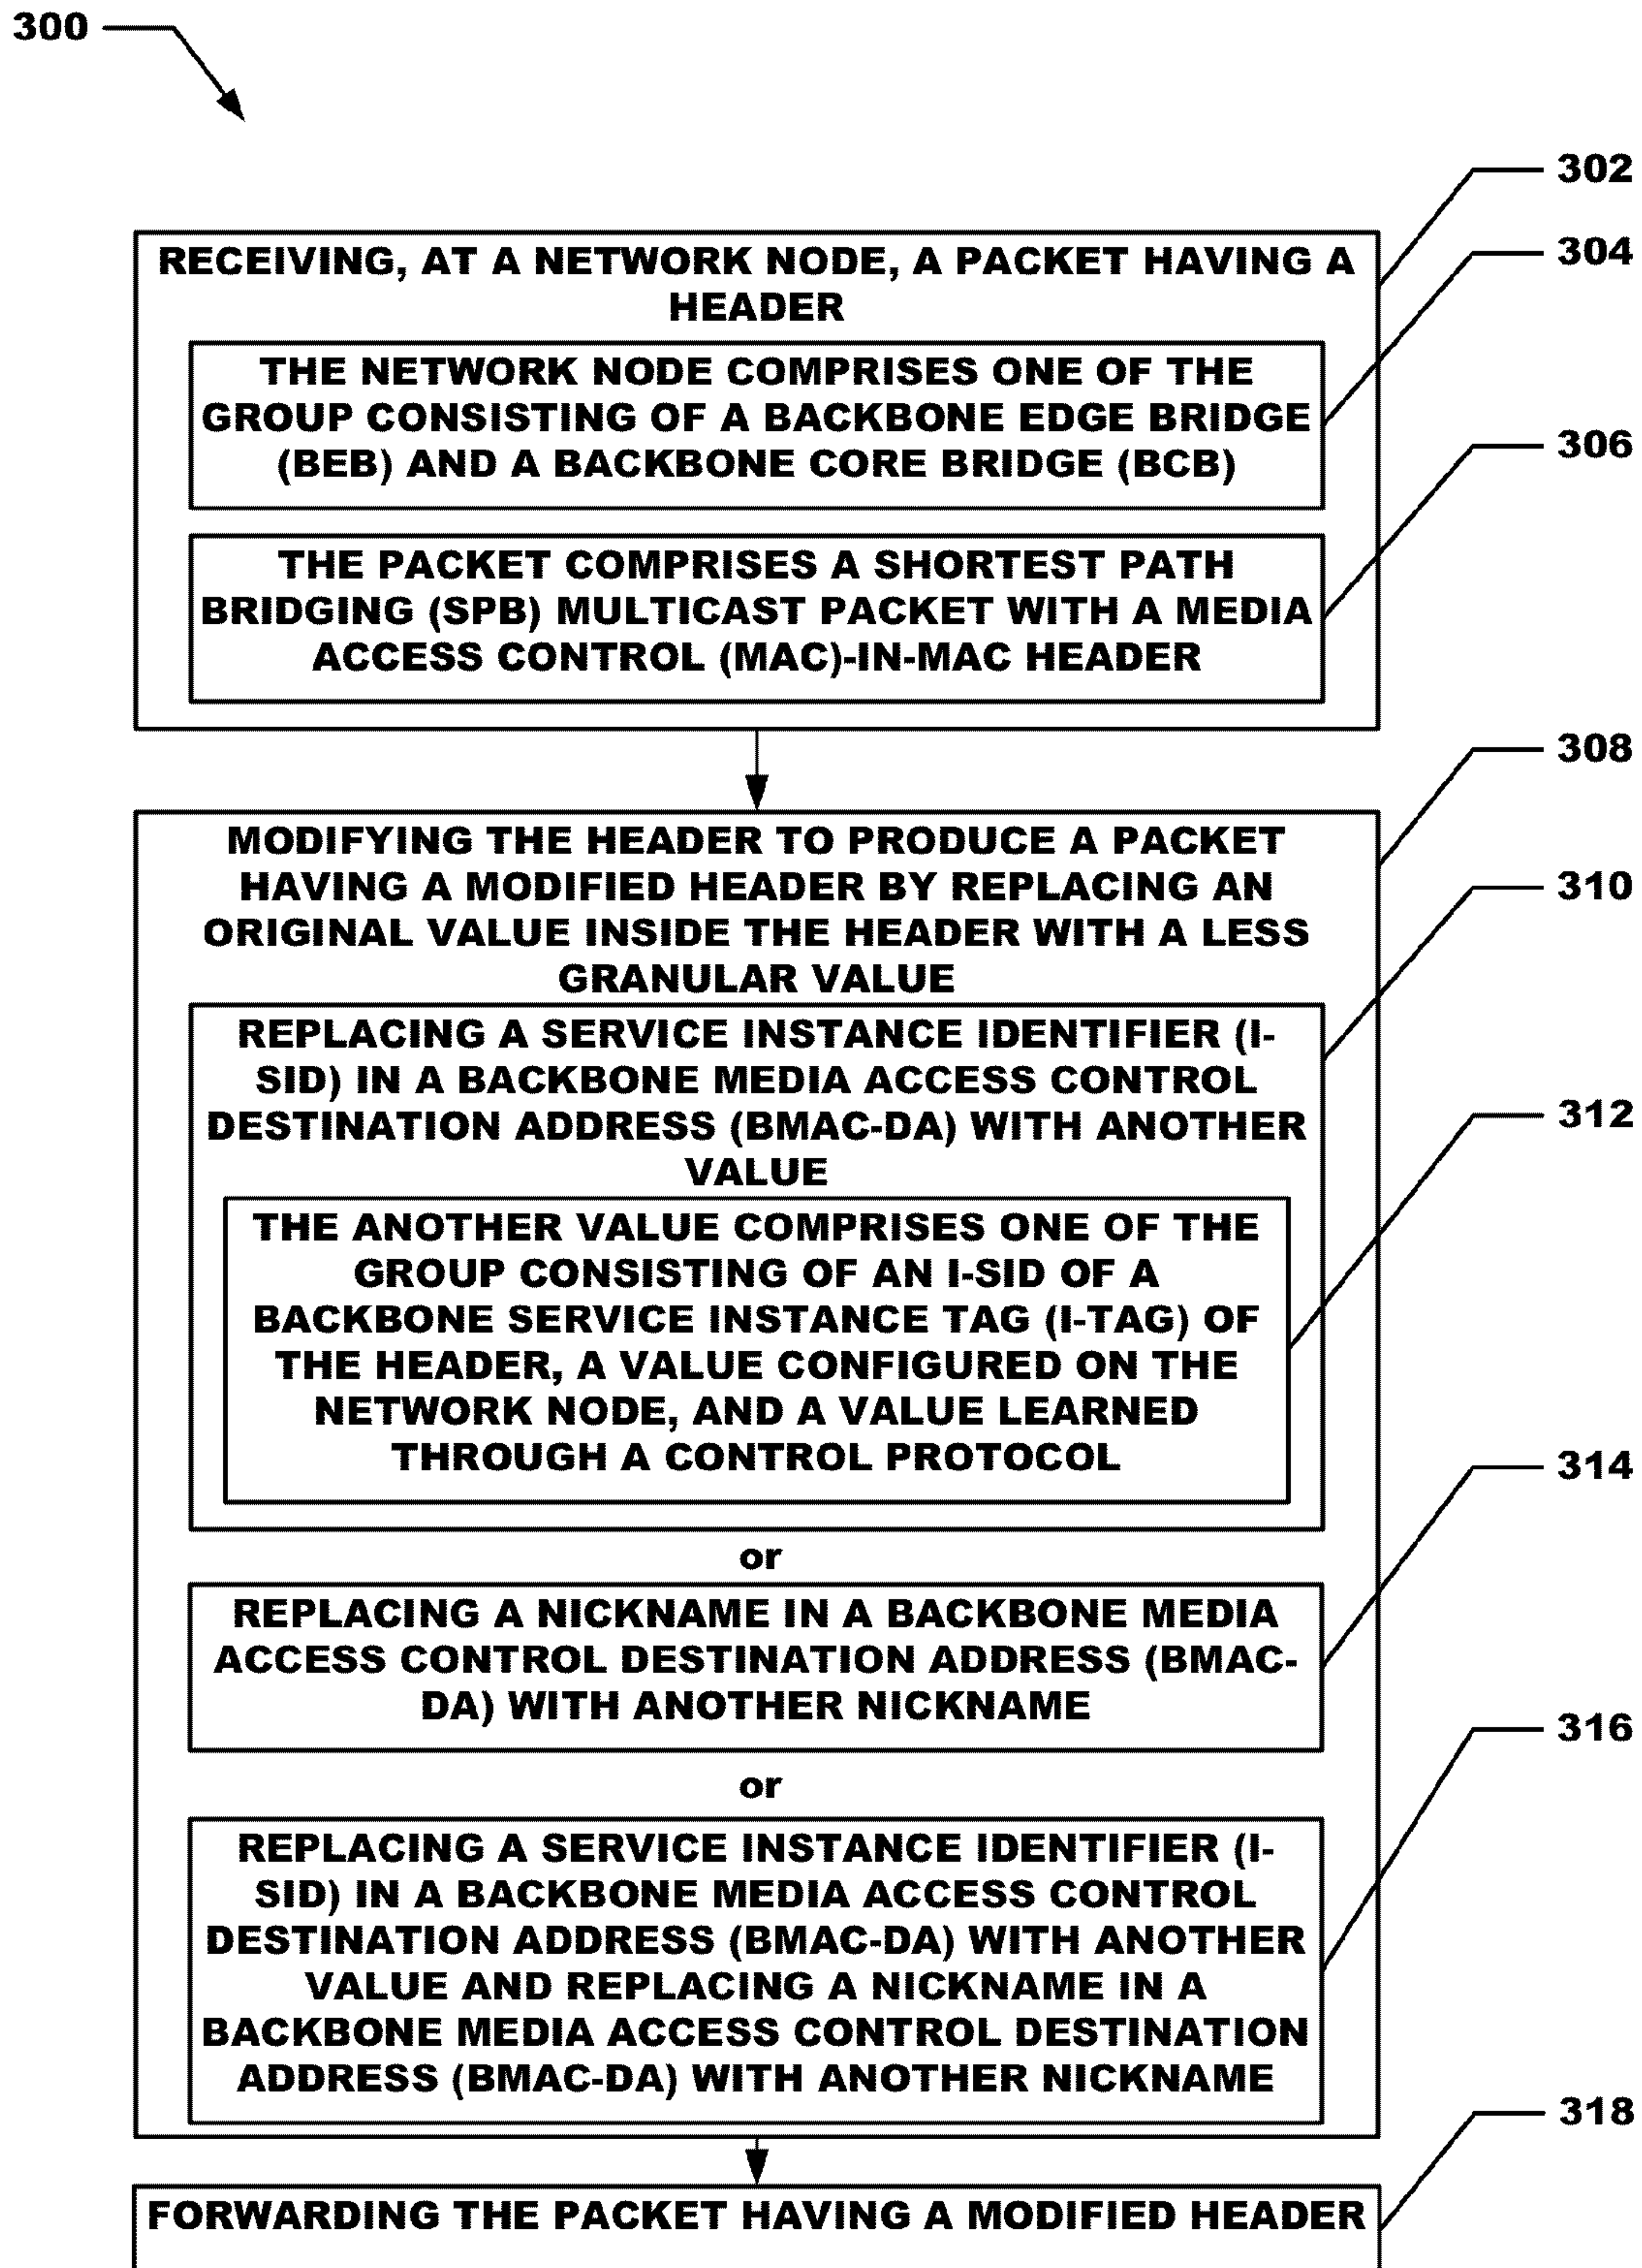 300
302
RECEIVING, AT A NETWORK NODE, A PACKET HAVING A
HEADER
304
THE NETWORK NODE COMPRISES ONE OF THE
GROUP CONSISTING OF A BACKBONE EDGE BRIDGE
(BEB) AND A BACKBONE CORE BRIDGE (BCB)
306
THE PACKET COMPRISES A SHORTEST PATH
BRIDGING (SPB) MULTICAST PACKET WITH A MEDIA
ACCESS CONTROL (MAC)-IN-MAC HEADER
308
MODIFYING THE HEADER TO PRODUCE A PACKET
HAVING A MODIFIED HEADER BY REPLACING AN
ORIGINAL VALUE INSIDE THE HEADER WITH A LESS
GRANULAR VALUE
310
REPLACING A SERVICE INSTANCE IDENTIFIER (I-
SID) IN A BACKBONE MEDIA ACCESS CONTROL
DESTINATION ADDRESS (BMAC-DA) WITH ANOTHER
VALUE
312
THE ANOTHER VALUE COMPRISES ONE OF THE
GROUP CONSISTING OF AN I-SID OF A
BACKBONE SERVICE INSTANCE TAG (I-TAG) OF
THE HEADER, A VALUE CONFIGURED ON THE
NETWORK NODE, AND A VALUE LEARNED
THROUGH A CONTROL PROTOCOL
or
314
REPLACING A NICKNAME IN A BACKBONE MEDIA
ACCESS CONTROL DESTINATION ADDRESS (BMAC-
DA) WITH ANOTHER NICKNAME
or
316
REPLACING A SERVICE INSTANCE IDENTIFIER (I-
SID) IN A BACKBONE MEDIA ACCESS CONTROL
DESTINATION ADDRESS (BMAC-DA) WITH ANOTHER
VALUE AND REPLACING A NICKNAME IN A
BACKBONE MEDIA ACCESS CONTROL DESTINATION
ADDRESS (BMAC-DA) WITH ANOTHER NICKNAME
318
FORWARDING THE PACKET HAVING A MODIFIED HEADER